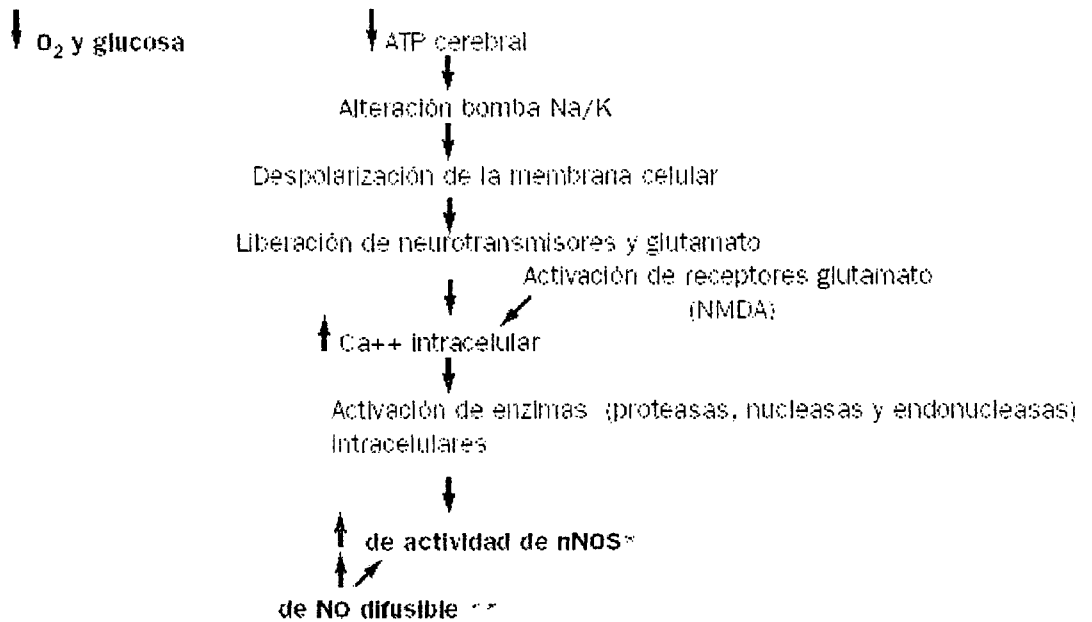 O₂ y glucosa
ATP cerebral
Alteración bomba Na/K
Despolarización de la membrana celular
Liberación de neurotransmisores y glutamato
Activación de receptores glutamato
(NMDA)
Ca++ intracelular
Activación de enzimas (proteasas, nucleasas y endonucleasas)
intracelulares
de actividad de nNOS*
de NO difusible **